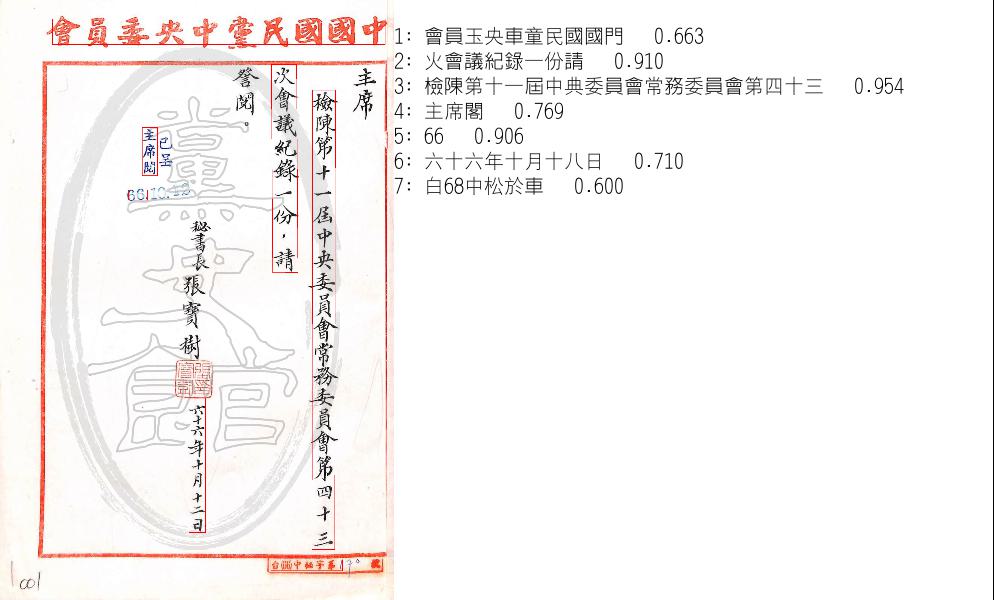 會員委央中黨民國國中
主席
檢陳第十一屆中央委員會常務委員會第四十三
次會議紀錄一份，請
詧閱。
已呈
主席閱
66.10.12
秘書長 張寶樹
六十六年十月十二日
黨史館
001
1: 會員玉央車童民國國門 0.663
2: 火會議紀錄一份請 0.910
3: 檢陳第十一屆中典委員會常務委員會第四十三 0.954
4: 主席閣 0.769
5: 66 0.906
6: 六十六年十月十八日 0.710
7: 白68中松於車 0.600